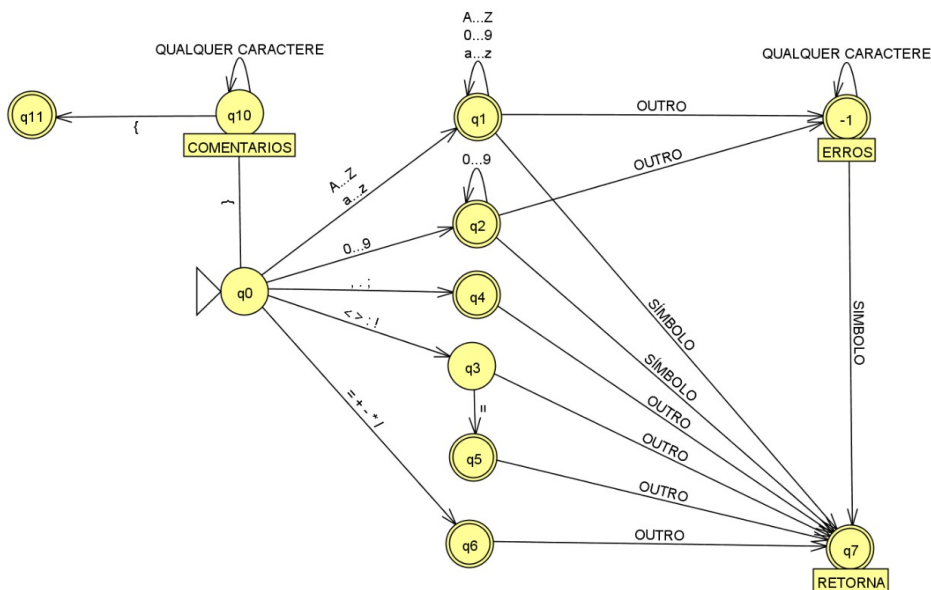 A...Z
0...9
a...z
QUALQUER CARACTERE
QUALQUER CARACTERE
q11
{
q10
COMENTARIOS
q1
OUTRO
-1
ERROS
A...Z
a...z
0...9
OUTRO
{
q2
0...9
q0
, . ;
q4
< > : !
q3
=
q5
= + - * /
q6
SÍMBOLO
SÍMBOLO
OUTRO
OUTRO
OUTRO
OUTRO
SIMBOLO
q7
RETORNA